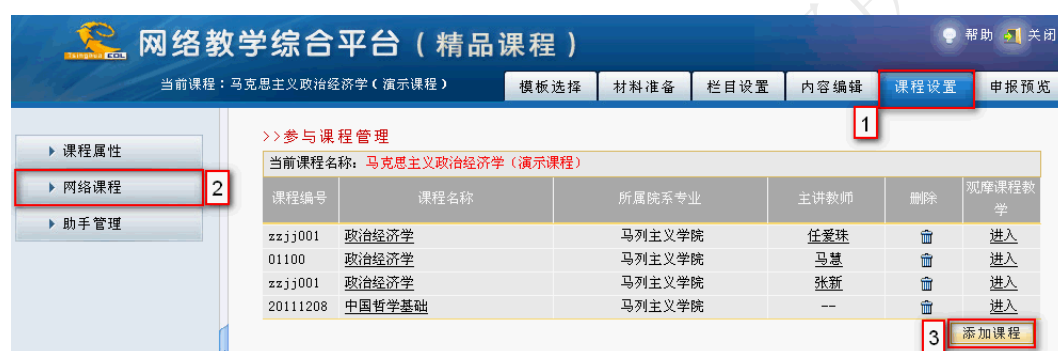 网络教学综合平台（精品课程）
帮助 关闭
当前课程：马克思主义政治经济学（演示课程）
模板选择 材料准备 栏目设置 内容编辑 课程设置 申报预览
1
>>参与课程管理
课程属性
当前课程名称：马克思主义政治经济学（演示课程）
网络课程 2
课程编号 课程名称 所属院系专业 主讲教师 删除 观摩课程教学
助手管理
zzjj001 政治经济学 马列主义学院 任爱珠 进入
01100 政治经济学 马列主义学院 马慧 进入
zzjj001 政治经济学 马列主义学院 张新 进入
20111208 中国哲学基础 马列主义学院 -- 进入
3 添加课程